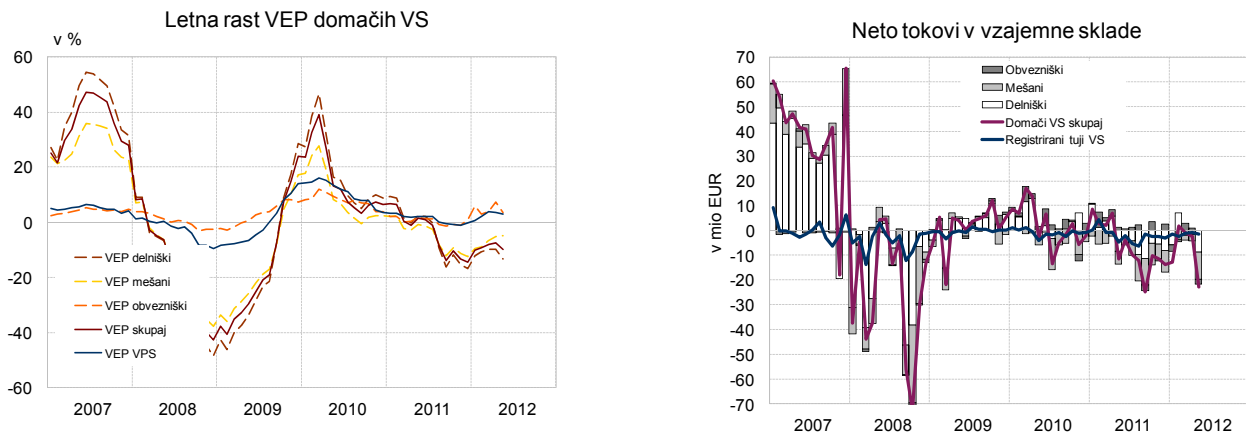 Letna rast VEP domačih VS
v %
60
40
20
0
-20
-40
-60
VEP delniški
VEP mešani
VEP obvezniški
VEP skupaj
VEP VPS
2007 2008 2009 2010 2011 2012
Neto tokovi v vzajemne sklade
v mio EUR
70
60
50
40
30
20
10
0
-10
-20
-30
-40
-50
-60
-70
Obvezniški
Mešani
Delniški
Domači VS skupaj
Registrirani tuji VS
2007 2008 2009 2010 2011 2012